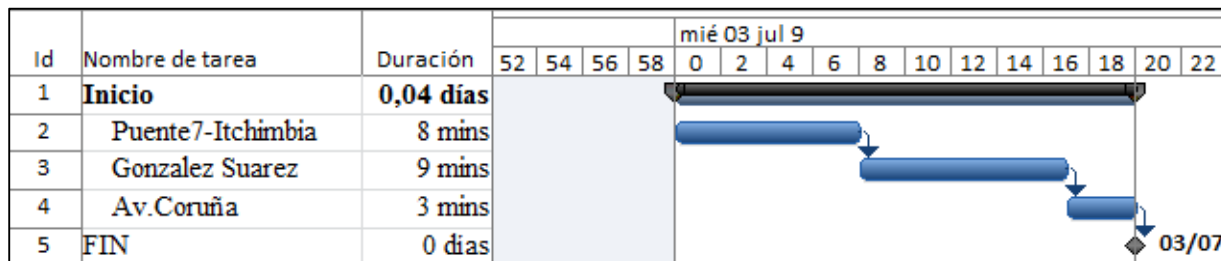 mié 03 jul 9
Id Nombre de tarea Duración 52 54 56 58 0 2 4 6 8 10 12 14 16 18 20 22
1 Inicio 0,04 días
2 Puente7-Itchimbia 8 mins
3 Gonzalez Suarez 9 mins
4 Av.Coruña 3 mins
5 FIN 0 días 03/07